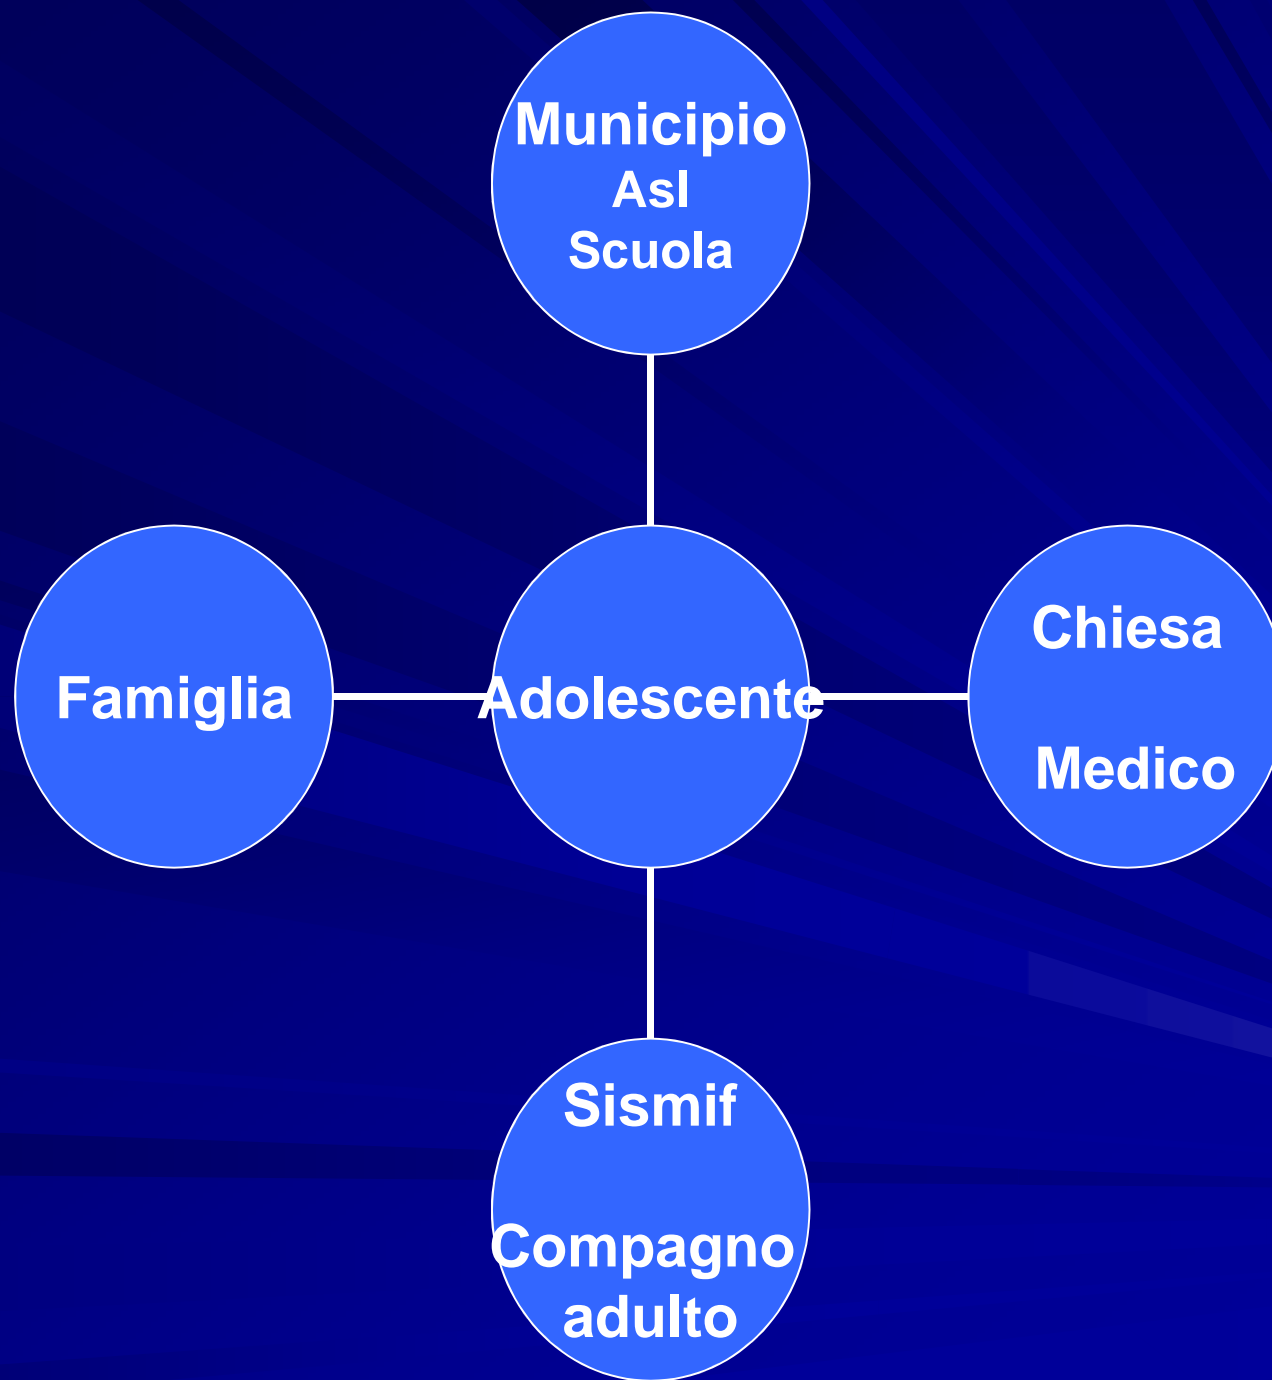 Municipio
Asl
Scuola
Famiglia
Adolescente
Chiesa
Medico
Sismif
Compagno
adulto